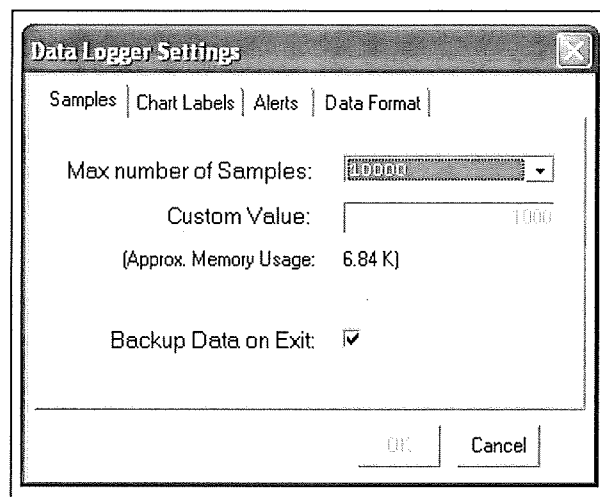 Data Logger Settings
Samples Chart Labels Alerts Data Format
Max number of Samples: 10000
Custom Value: 1000
(Approx. Memory Usage: 6.84 K)
Backup Data on Exit:
OK Cancel